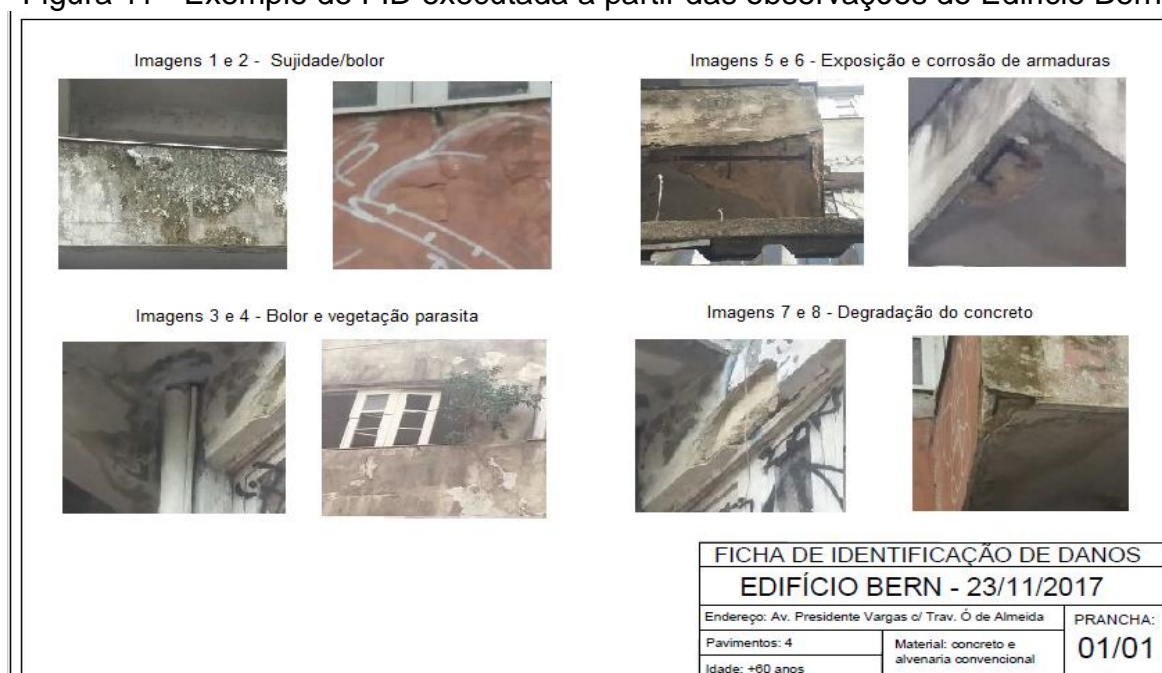 Figura 11 - Exemplo de FID executada a partir das observações do Edifício Bern
Imagens 1 e 2 - Sujidade/bolor
Imagens 5 e 6 - Exposição e corrosão de armaduras
Imagens 3 e 4 - Bolor e vegetação parasita
Imagens 7 e 8 - Degradação do concreto
FICHA DE IDENTIFICAÇÃO DE DANOS
EDIFÍCIO BERN - 23/11/2017
Endereço: Av. Presidente Vargas c/ Trav. Ó de Almeida
PRANCHA:
01/01
Pavimentos: 4
Material: concreto e
alvenaria convencional
Idade: +60 anos